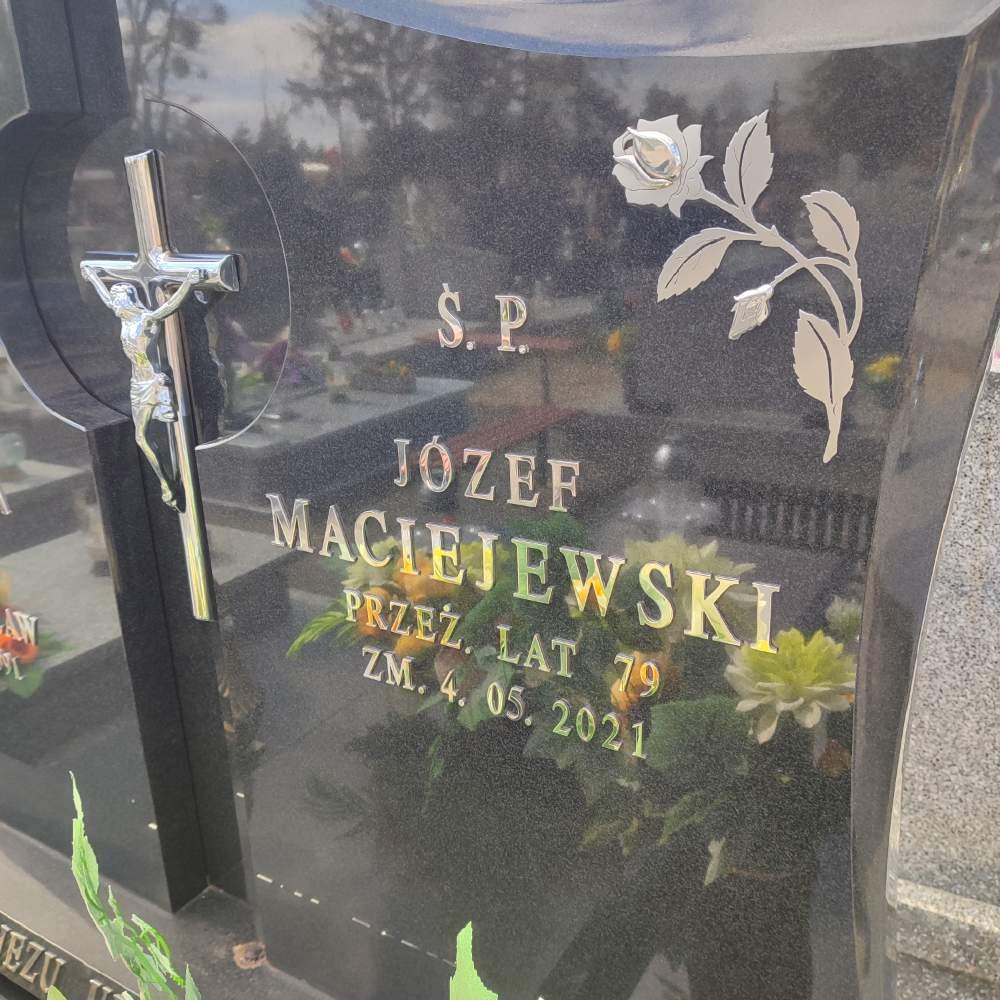 Ś. P.
JÓZEF
MACIEJEWSKI
PRZEŻ. LAT 79
ZM. 4. 05. 2021